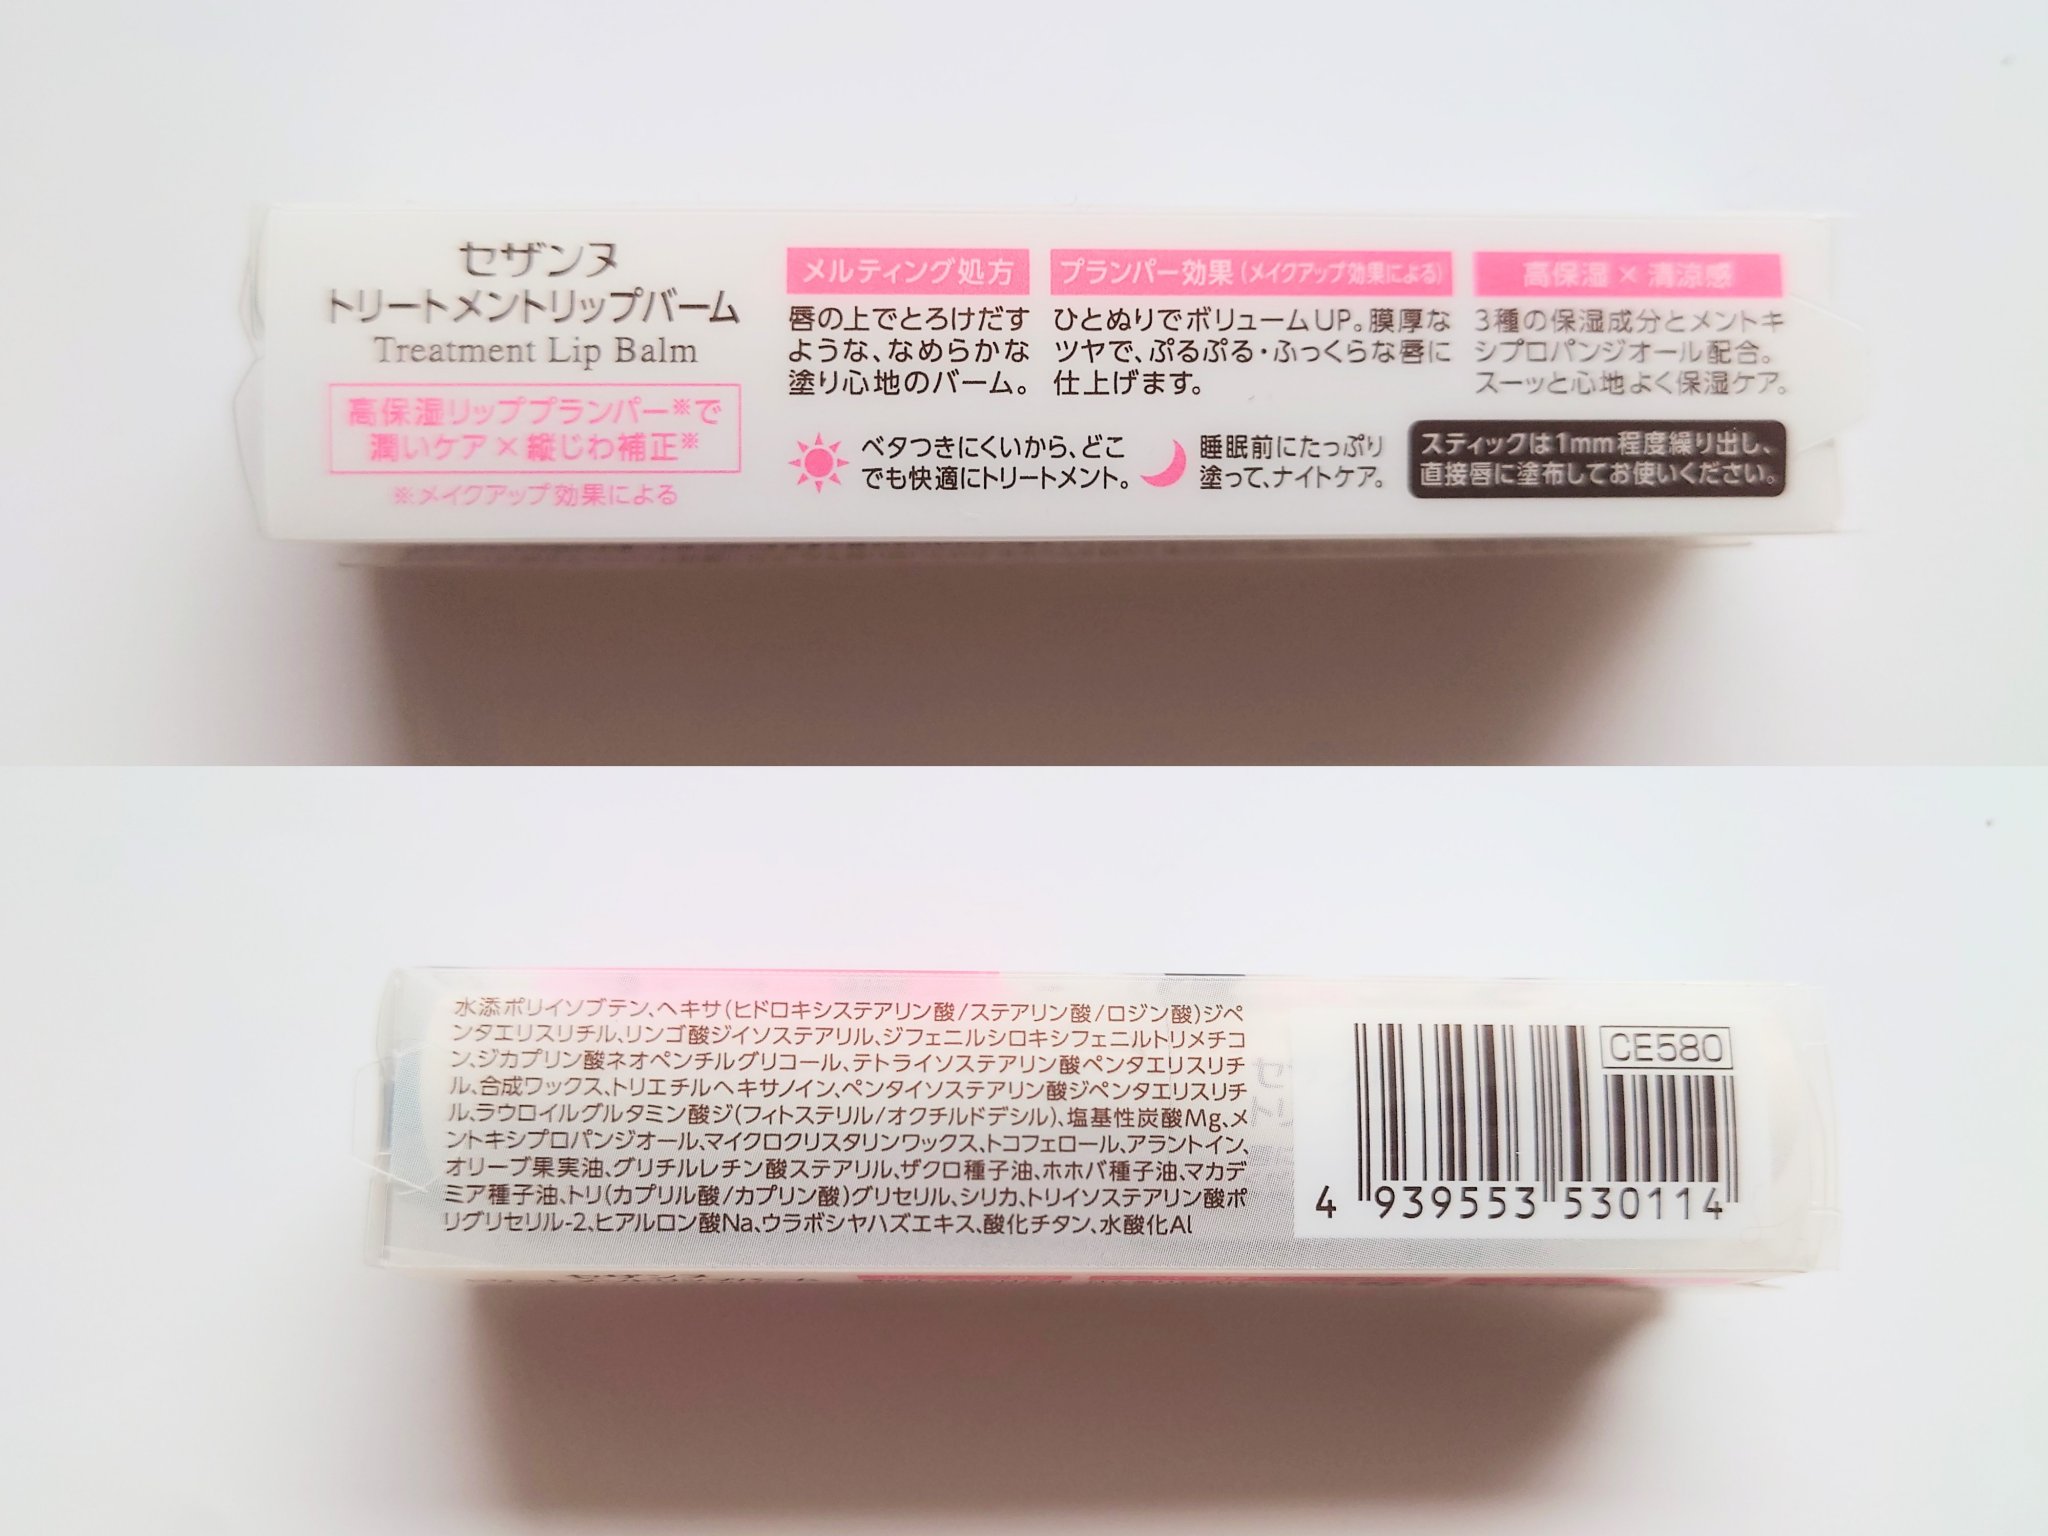 セザンヌ
トリートメントリップバーム
Treatment Lip Balm
高保湿リッププランパー※で
潤いケア×縦じわ補正※
※メイクアップ効果による
メルティング処方
唇の上でとろけだす
ような、なめらかな
塗り心地のバーム。
プランパー効果(メイクアップ効果による)
ひとぬりでボリュームUP。膜厚な
ツヤで、ぷるぷる・ふっくらな唇に
仕上げます。
高保湿×清涼感
3種の保湿成分とメントキ
シプロパンジオール配合。
スーッと心地よく保湿ケア。
ベタつきにくいから、どこ
でも快適にトリートメント。
睡眠前にたっぷり
塗って、ナイトケア。
スティックは1mm程度繰り出し、
直接唇に塗布してお使いください。
水添ポリイソブテン、ヘキサ(ヒドロキシステアリン酸/ステアリン酸/ロジン酸)ジペ
ンタエリスリチル、リンゴ酸ジイソステアリル、ジフェニルシロキシフェニルトリメチコ
ン、ジカプリン酸ネオペンチルグリコール、テトライソステアリン酸ペンタエリスリチ
ル、合成ワックス、トリエチルヘキサノイン、ペンタイソステアリン酸ジペンタエリスリチ
ル、ラウロイルグルタミン酸ジ(フィトステリル/オクチルドデシル)、塩基性炭酸Mg、メ
ントキシプロパンジオール、マイクロクリスタリンワックス、トコフェロール、アラントイン、
オリーブ果実油、グリチルレチン酸ステアリル、ザクロ種子油、ホホバ種子油、マカデ
ミア種子油、トリ(カプリル酸/カプリン酸)グリセリル、シリカ、トリイソステアリン酸ポ
リグリセリル-2、ヒアルロン酸Na、ウラボシヤハズエキス、酸化チタン、水酸化Al
CE580
4 939553 530114